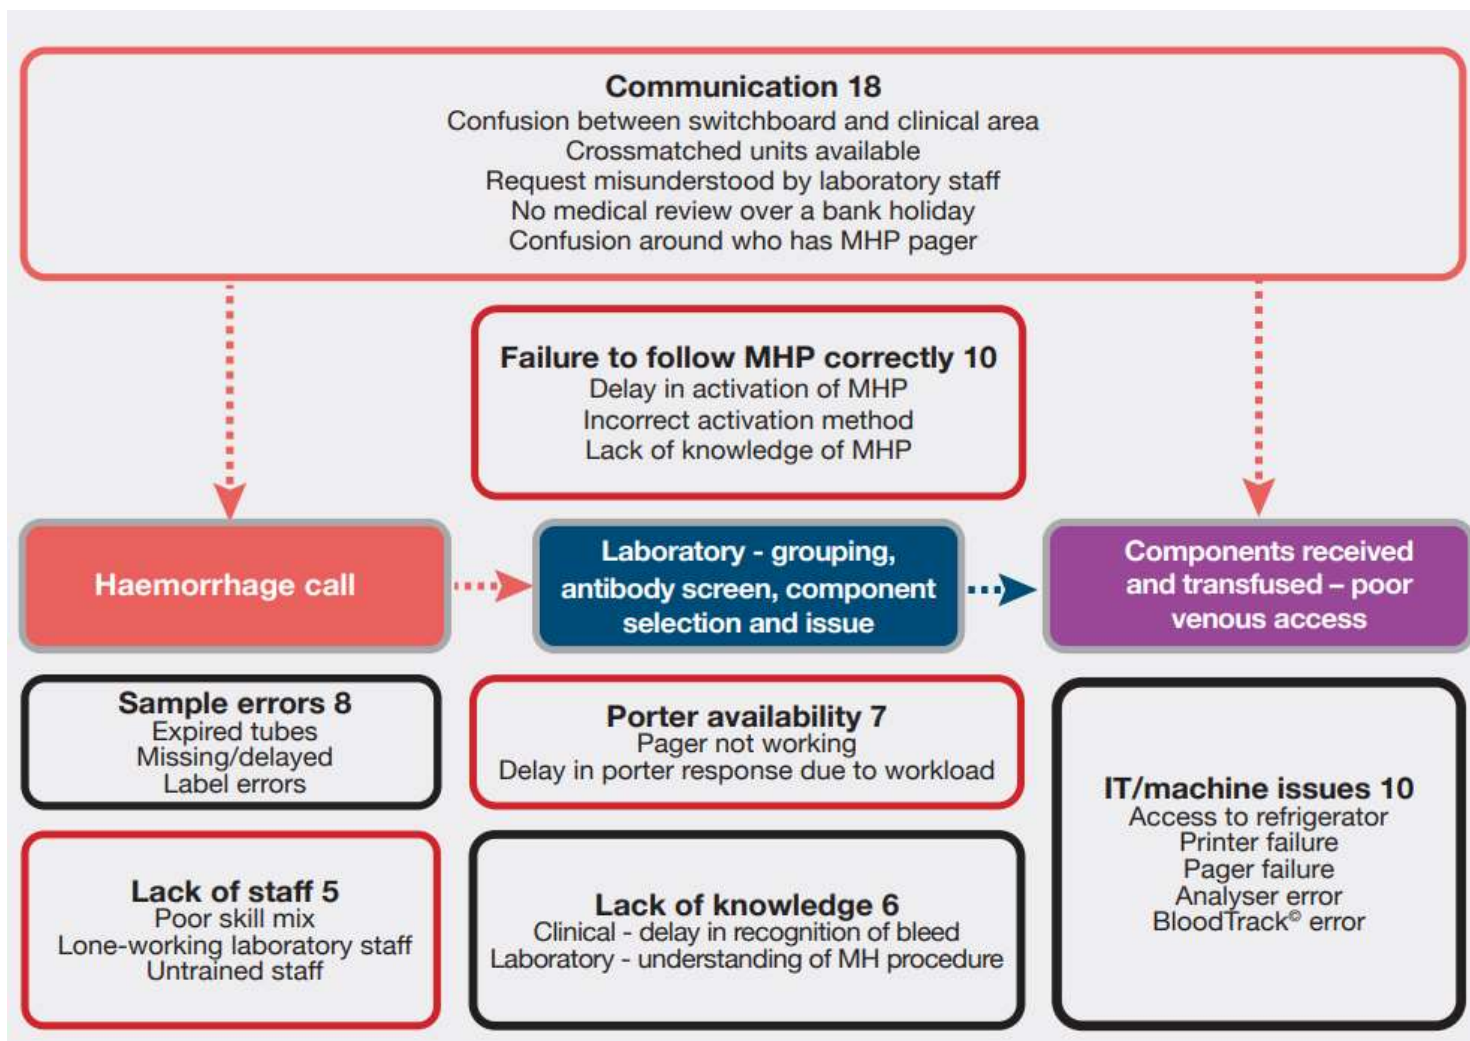 Communication 18
Confusion between switchboard and clinical area
Crossmatched units available
Request misunderstood by laboratory staff
No medical review over a bank holiday
Confusion around who has MHP pager
Failure to follow MHP correctly 10
Delay in activation of MHP
Incorrect activation method
Lack of knowledge of MHP
Haemorrhage call
Laboratory - grouping,
antibody screen, component
selection and issue
Components received
and transfused – poor
venous access
Sample errors 8
Expired tubes
Missing/delayed
Label errors
Porter availability 7
Pager not working
Delay in porter response due to workload
IT/machine issues 10
Access to refrigerator
Printer failure
Pager failure
Analyser error
BloodTrack© error
Lack of staff 5
Poor skill mix
Lone-working laboratory staff
Untrained staff
Lack of knowledge 6
Clinical - delay in recognition of bleed
Laboratory - understanding of MH procedure